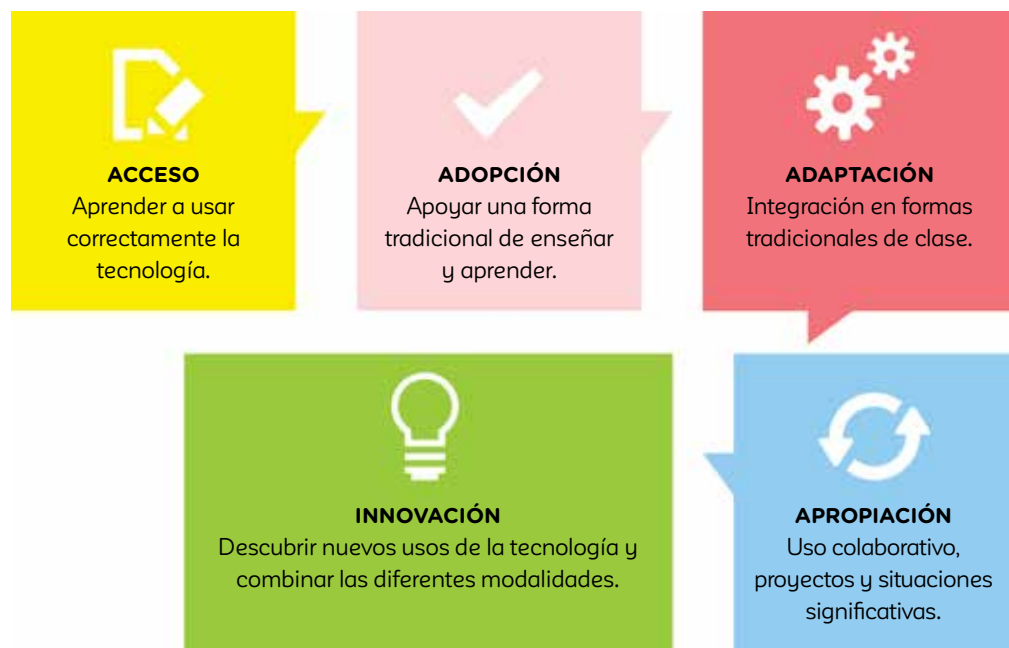 ACCESO
Aprender a usar
correctamente la
tecnología.
ADOPCIÓN
Apoyar una forma
tradicional de enseñar
y aprender.
ADAPTACIÓN
Integración en formas
tradicionales de clase.
APROPIACIÓN
Uso colaborativo,
proyectos y situaciones
significativas.
INNOVACIÓN
Descubrir nuevos usos de la tecnología y
combinar las diferentes modalidades.